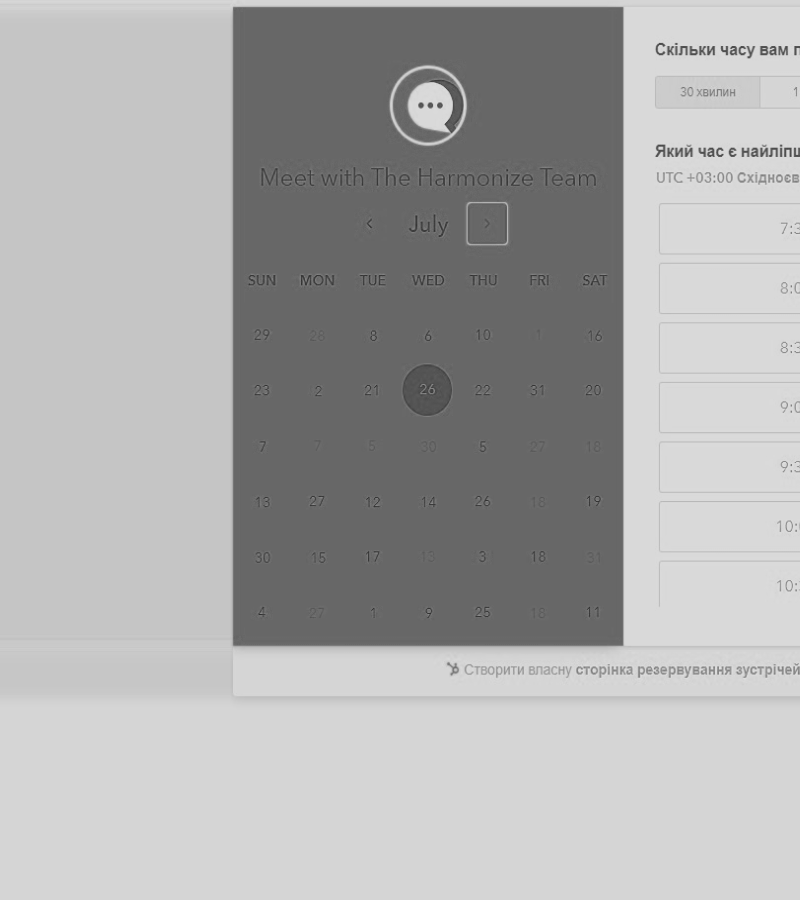 Meet with The Harmonize Team
July
SUN MON TUE WED THU FRI SAT
29 28 8 6 10 1 16
23 2 21 26 22 31 20
7 7 5 30 5 27 18
13 27 12 14 26 18 19
30 15 17 13 3 18 31
4 27 1 9 25 18 11
Скільки часу вам
30 хвилин 1
Який час є
UTC +03:00
7:3
8:0
8:3
9:0
9:3
10:
10:
Створити власну сторінка резервування зустрічей